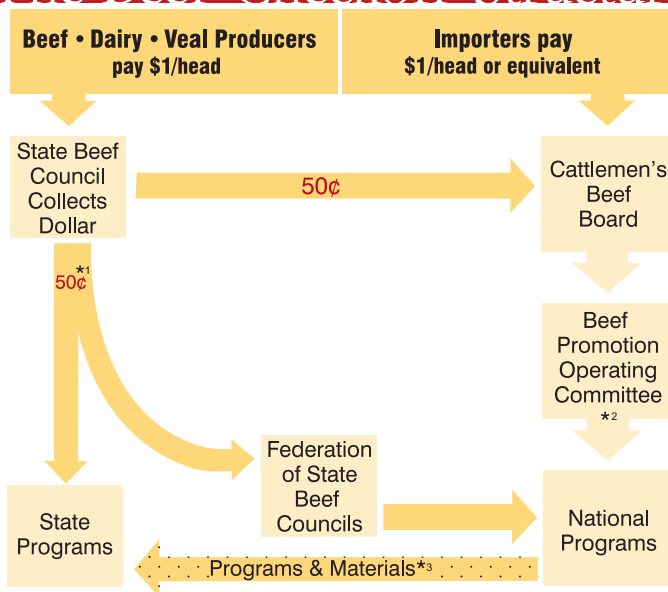 Beef • Dairy • Veal Producers
pay $1/head
Importers pay
$1/head or equivalent
State Beef
Council
Collects
Dollar
50¢
Cattlemen's
Beef
Board
50¢*1
Beef
Promotion
Operating
Committee
*2
Federation
of State
Beef
Councils
State
Programs
National
Programs
Programs & Materials*3